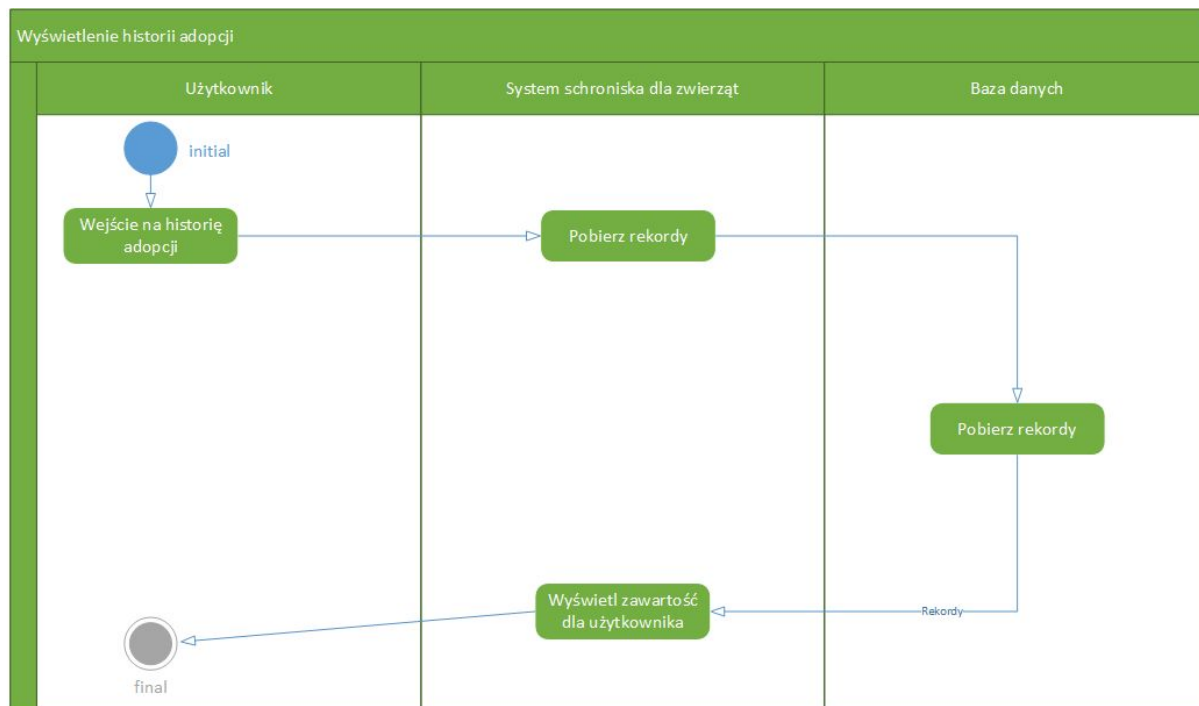 Wyświetlenie historii adopcji
Użytkownik
System schroniska dla zwierząt
Baza danych
initial
Wejście na historię
adopcji
Pobierz rekordy
Pobierz rekordy
Wyświetl zawartość
dla użytkownika
Rekordy
final